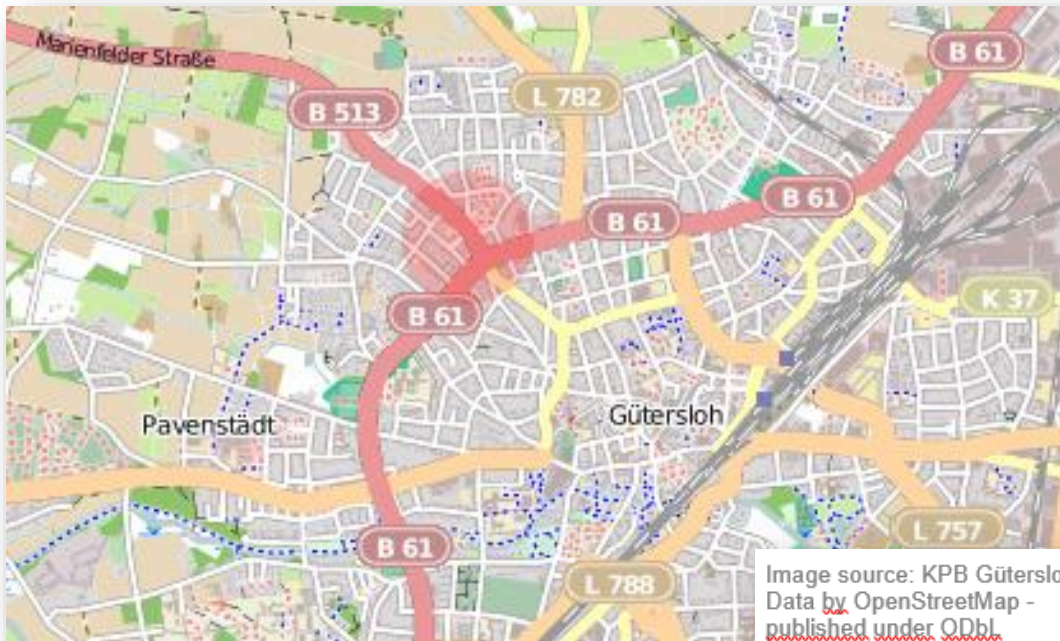 Marienfelder Straße
B 61
B 513
L 782
B 61
B 61
K 37
B 61
Pavenstädt
Gütersloh
L 757
B 61
L 788
Image source: KPB Güterslo
Data by OpenStreetMap -
published under ODbL